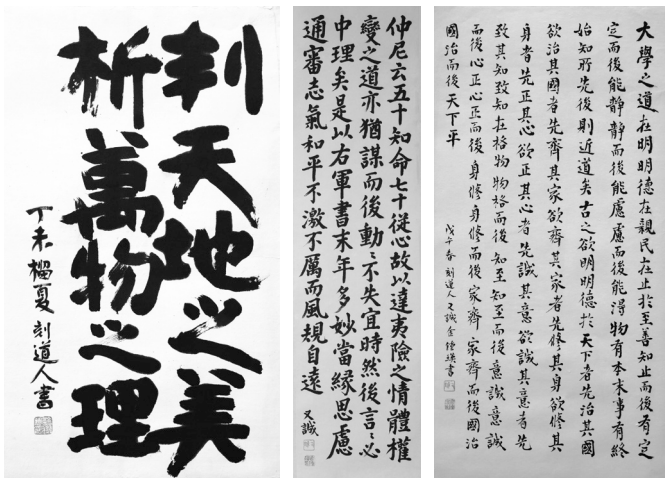 判天地之美
析萬物之理
丁未榴夏 刻道人書
仲尼云五十知命七十從心故以達夷險之情體權
變之道亦猶謀而後動〻不失宜時然後言〻必
中理矣是以右軍書末年多妙當緣思慮
通審志氣和平不激不厲而風規自遠 又誠
大學之道在明明德在親民在止於至善知止而後有定
定而後能静静而後能慮慮而後能得物有本末事有終
始知所先後則近道矣古之欲明明德於天下者先治其國
欲治其國者先齊其家欲齊其家者先修其身欲修其
身者先正其心欲正其心者先誠其意欲誠其意者先
致其知致知在格物物格而後知至知至而後意誠意誠
而後心正心正而後身修身修而後家齊家齊而後國治
國治而後天下平
戊午春 刻道人又誠金